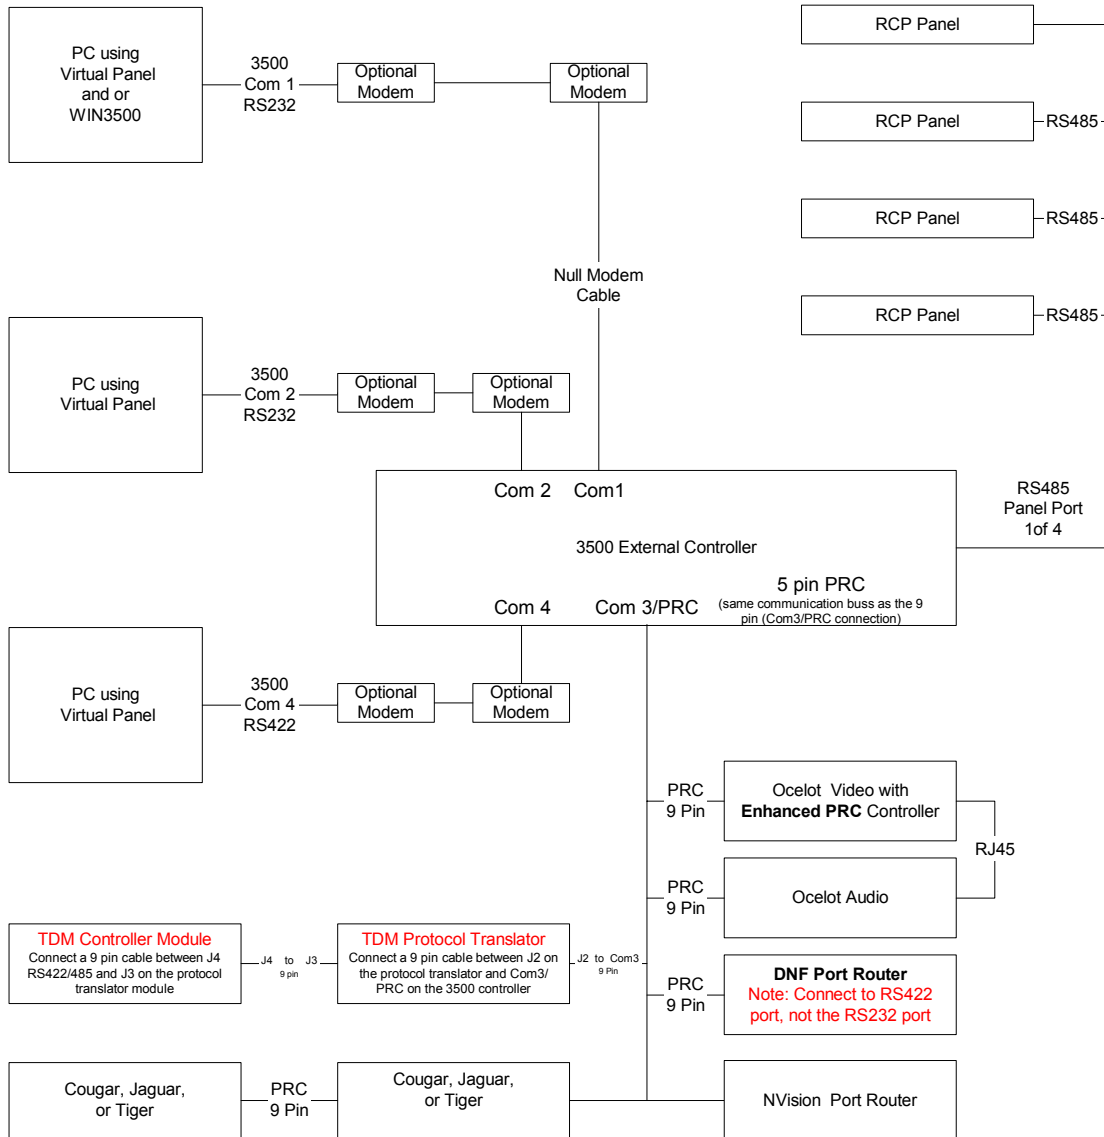 PC using
Virtual Panel
and or
WIN3500
3500
Com 1
RS232
Optional
Modem
Optional
Modem
RCP Panel
RCP Panel
RS485
RCP Panel
RS485
RCP Panel
RS485
Null Modem
Cable
PC using
Virtual Panel
3500
Com 2
RS232
Optional
Modem
Optional
Modem
Com 2
Com1
3500 External Controller
5 pin PRC
(same communication buss as the 9
pin (Com3/PRC connection)
Com 4
Com 3/PRC
RS485
Panel Port
1of 4
PC using
Virtual Panel
3500
Com 4
RS422
Optional
Modem
Optional
Modem
PRC
9 Pin
Ocelot Video with
Enhanced PRC Controller
RJ45
PRC
9 Pin
Ocelot Audio
TDM Controller Module
Connect a 9 pin cable between J4
RS422/485 and J3 on the protocol
translator module
J4 to J3
9 pin
TDM Protocol Translator
Connect a 9 pin cable between J2 on
the protocol translator and Com3/
PRC on the 3500 controller
J2 to Com3
9 Pin
PRC
9 Pin
DNF Port Router
Note: Connect to RS422
port, not the RS232 port
Cougar, Jaguar,
or Tiger
PRC
9 Pin
Cougar, Jaguar,
or Tiger
NVision Port Router